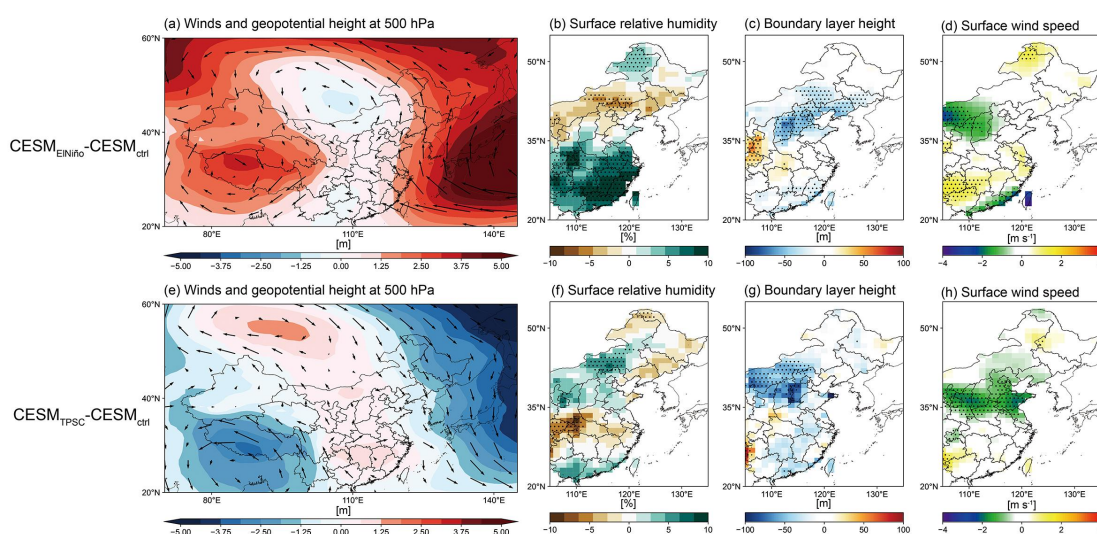 (a) Winds and geopotential height at 500 hPa
(b) Surface relative humidity
(c) Boundary layer height
(d) Surface wind speed
60°N
40°N
20°N
80°E
110°E
140°E
[m]
50°N
35°N
20°N
110°E
120°E
130°E
[%]
50°N
35°N
20°N
110°E
120°E
130°E
[m]
50°N
35°N
20°N
110°E
120°E
130°E
[m s⁻¹]
CESM_ElNiño-CESM_ctrl
−5.00 −3.75 −2.50 −1.25 0.00 1.25 2.50 3.75 5.00
−10 −5 0 5 10
−100 −50 0 50 100
−4 −2 0 2 4
(e) Winds and geopotential height at 500 hPa
(f) Surface relative humidity
(g) Boundary layer height
(h) Surface wind speed
60°N
40°N
20°N
80°E
110°E
140°E
[m]
50°N
35°N
20°N
110°E
120°E
130°E
[%]
50°N
35°N
20°N
110°E
120°E
130°E
[m]
50°N
35°N
20°N
110°E
120°E
130°E
[m s⁻¹]
CESM_TPSC-CESM_ctrl
−5.00 −3.75 −2.50 −1.25 0.00 1.25 2.50 3.75 5.00
−10 −5 0 5 10
−100 −50 0 50 100
−4 −2 0 2 4